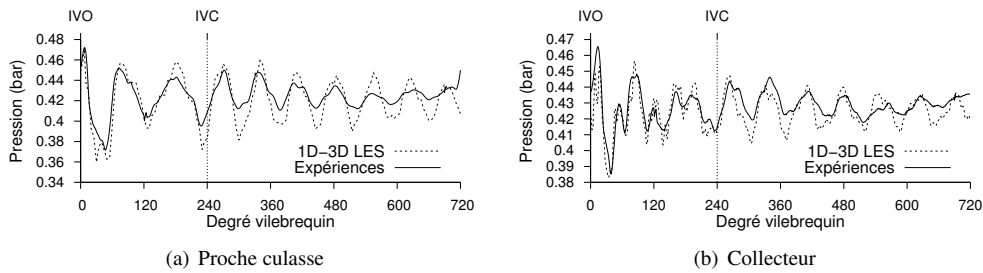 IVO IVC
0.48
0.46
0.44
0.42
0.4
0.38
0.36
0.34
Pression (bar)
1D−3D LES
Expériences
0 120 240 360 480 600 720
Degré vilebrequin
(a) Proche culasse
IVO IVC
0.47
0.46
0.45
0.44
0.43
0.42
0.41
0.4
0.39
0.38
Pression (bar)
1D−3D LES
Expériences
0 120 240 360 480 600 720
Degré vilebrequin
(b) Collecteur